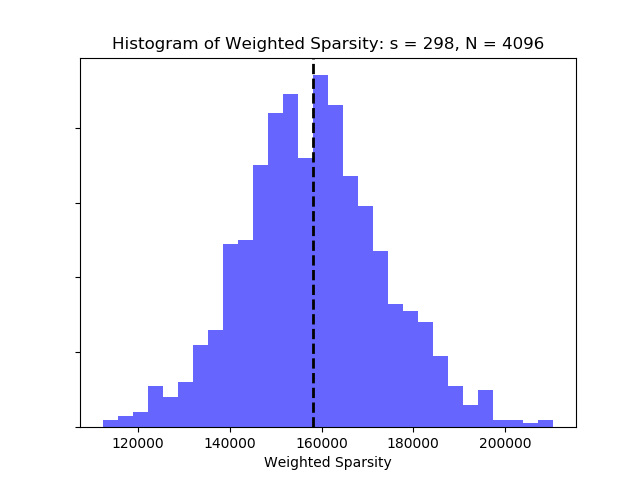 Histogram of Weighted Sparsity: s = 298, N = 4096
120000 140000 160000 180000 200000
Weighted Sparsity